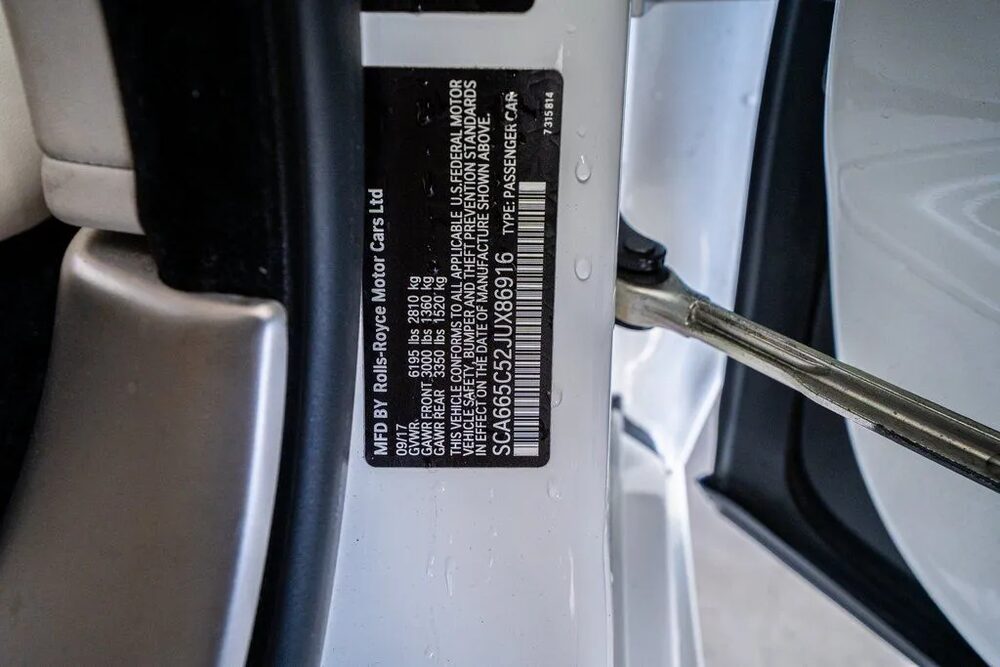 MFD BY Rolls-Royce Motor Cars Ltd
09/17
GVWR. 6195 lbs 2810 kg
GAWR FRONT 3000 lbs 1360 kg
GAWR REAR 3350 lbs 1520 kg
THIS VEHICLE CONFORMS TO ALL APPLICABLE U.S.FEDERAL MOTOR
VEHICLE SAFETY, BUMPER AND THEFT PREVENTION STANDARDS
IN EFFECT ON THE DATE OF MANUFACTURE SHOWN ABOVE.
SCA665C52JUX86916 TYPE: PASSENGER CAR
7315814